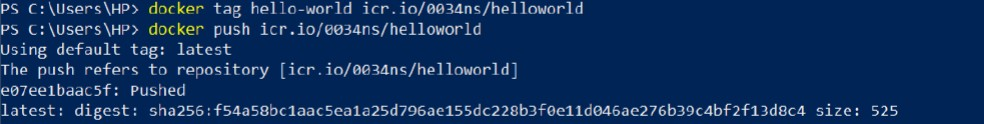 PS C:\Users\HP> docker tag hello-world icr.io/0034ns/helloworld
PS C:\Users\HP> docker push icr.io/0034ns/helloworld
Using default tag: latest
The push refers to repository [icr.io/0034ns/helloworld]
e07ee1baac5f: Pushed
latest: digest: sha256:f54a58bc1aac5ea1a25d796ae155dc228b3f0e11d046ae276b39c4bf2f13d8c4 size: 525